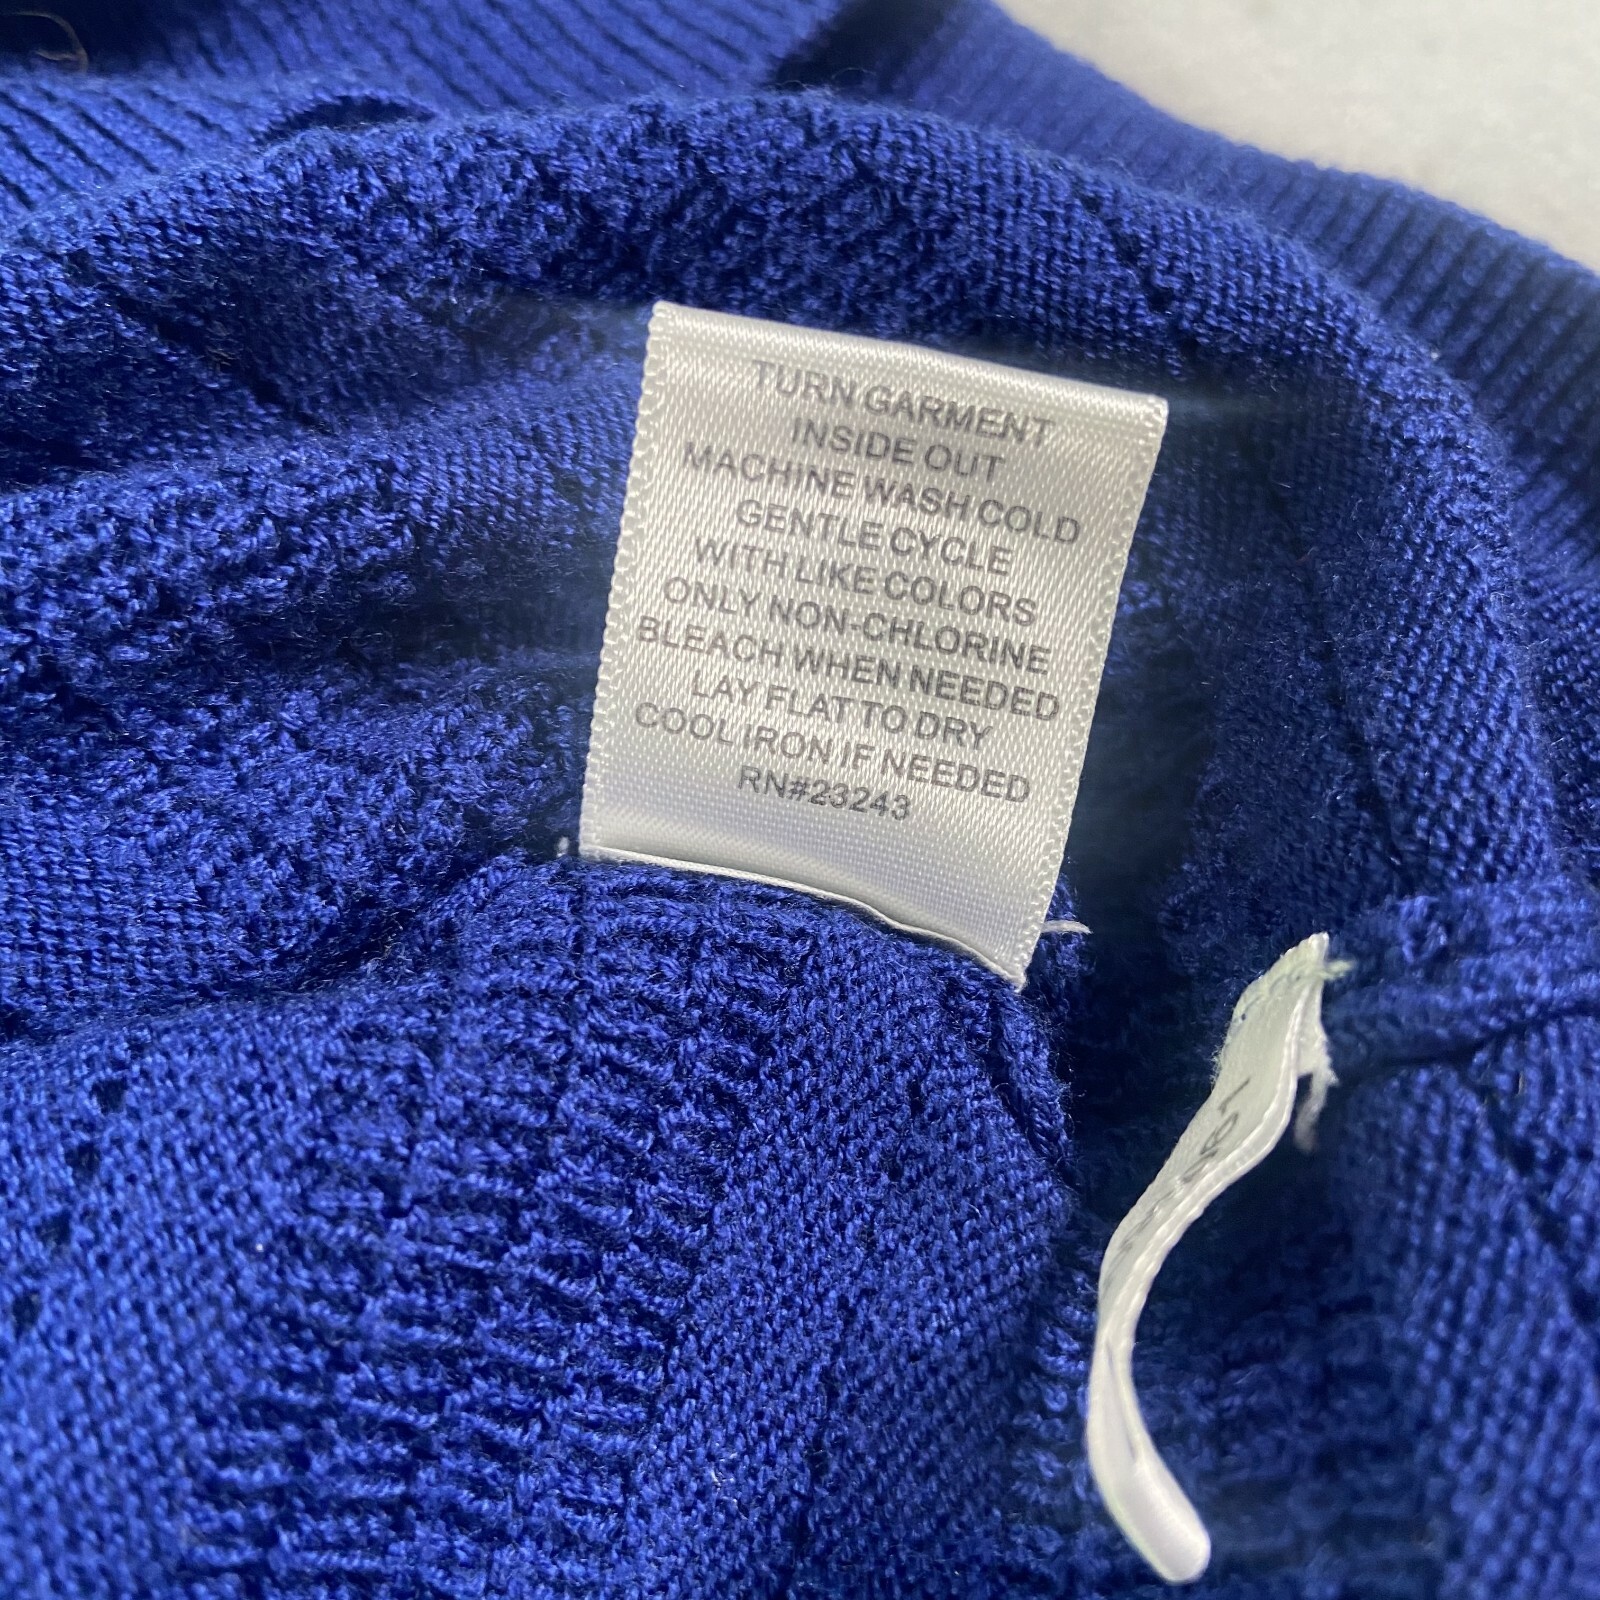 TURN GARMENT
INSIDE OUT
MACHINE WASH COLD
GENTLE CYCLE
WITH LIKE COLORS
ONLY NON-CHLORINE
BLEACH WHEN NEEDED
LAY FLAT TO DRY
COOL IRON IF NEEDED
RN#23243